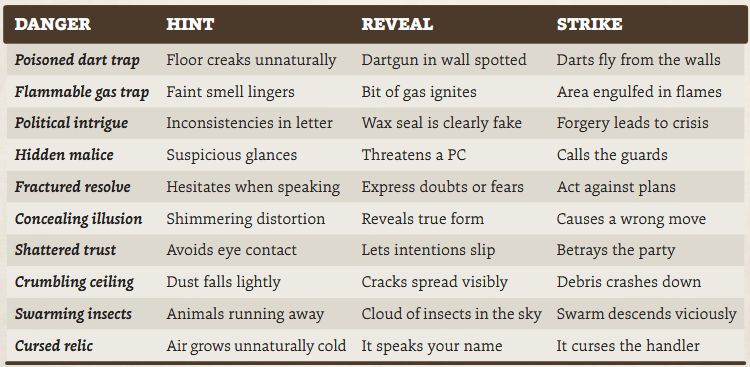 DANGER HINT REVEAL STRIKE
Poisoned dart trap Floor creaks unnaturally Dartgun in wall spotted Darts fly from the walls
Flammable gas trap Faint smell lingers Bit of gas ignites Area engulfed in flames
Political intrigue Inconsistencies in letter Wax seal is clearly fake Forgery leads to crisis
Hidden malice Suspicious glances Threatens a PC Calls the guards
Fractured resolve Hesitates when speaking Express doubts or fears Act against plans
Concealing illusion Shimmering distortion Reveals true form Causes a wrong move
Shattered trust Avoids eye contact Lets intentions slip Betrays the party
Crumbling ceiling Dust falls lightly Cracks spread visibly Debris crashes down
Swarming insects Animals running away Cloud of insects in the sky Swarm descends viciously
Cursed relic Air grows unnaturally cold It speaks your name It curses the handler